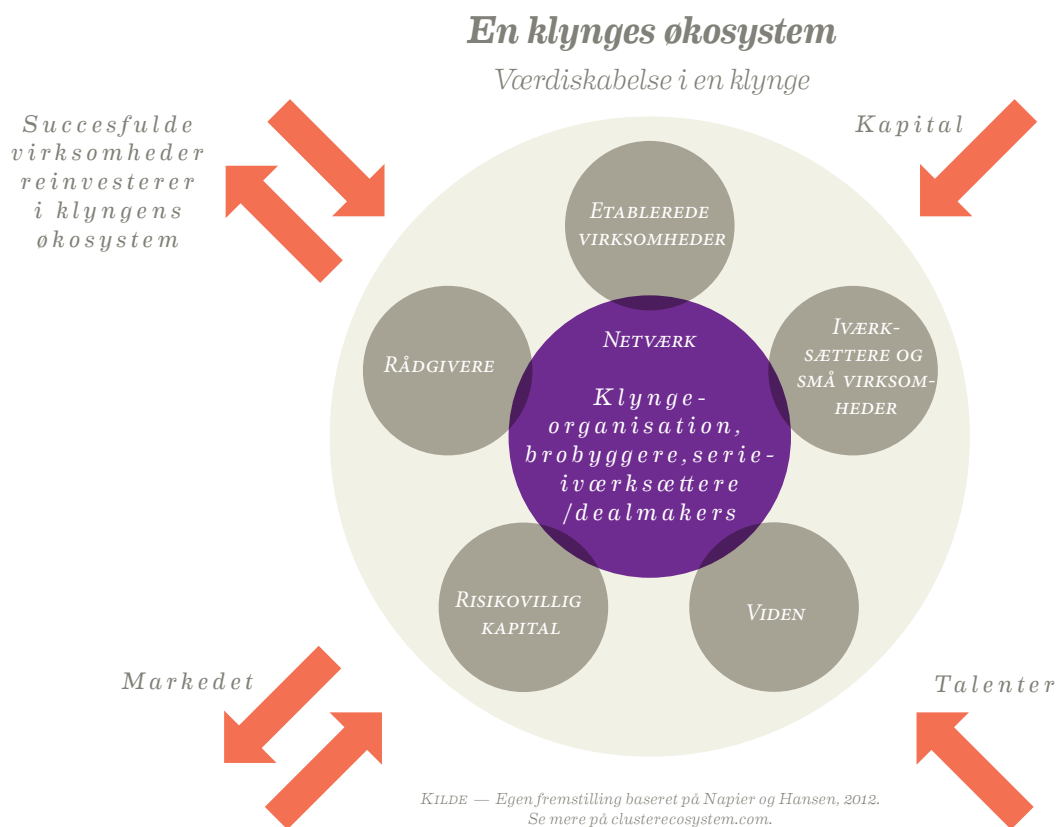 En klynges økosystem
Værdiskabelse i en klynge
Succesfulde
virksomheder
reinvesterer
i klyngens
økosystem
Kapital
Etablerede
virksomheder
Rådgivere
Netværk
Klynge-
organisation,
brobyggere, serie-
iværksættere
/dealmakers
Iværk-
sættere og
små virksom-
heder
Risikovillig
kapital
Viden
Markedet
Talenter
Kilde — Egen fremstilling baseret på Napier og Hansen, 2012.
Se mere på clusterecosystem.com.